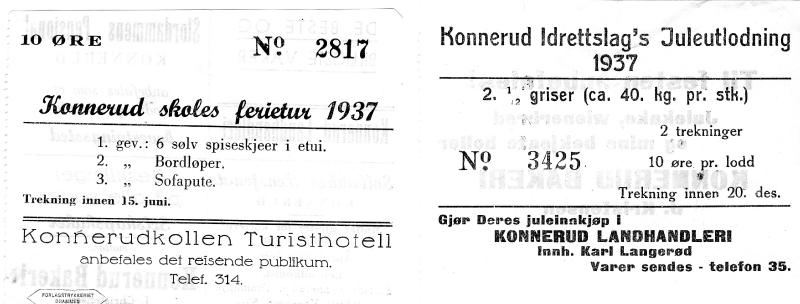 10 ØRE
Nº 2817
Konnerud skoles ferietur 1937
1. gev.: 6 solv spiseskjeer i etui.
2. „ Bordløper.
3. „ Sofapute.
Trekning innen 15. juni.
Konnerudkollen Turisthotell
anbefales det reisende publikum.
Telef. 314.
FORLAGSTRYKKERIET
DRAMMEN
Konnerud Idrettslag's Juleutlodning
1937
2. 1/2 griser (ca. 40. kg. pr. stk.)
2 trekninger
Nº 3425
10 øre pr. lodd
Trekning innen 20. des.
Gjør Deres juleinnkjøp i
KONNERUD LANDHANDLERI
Innh. Karl Langerød
Varer sendes - telefon 35.